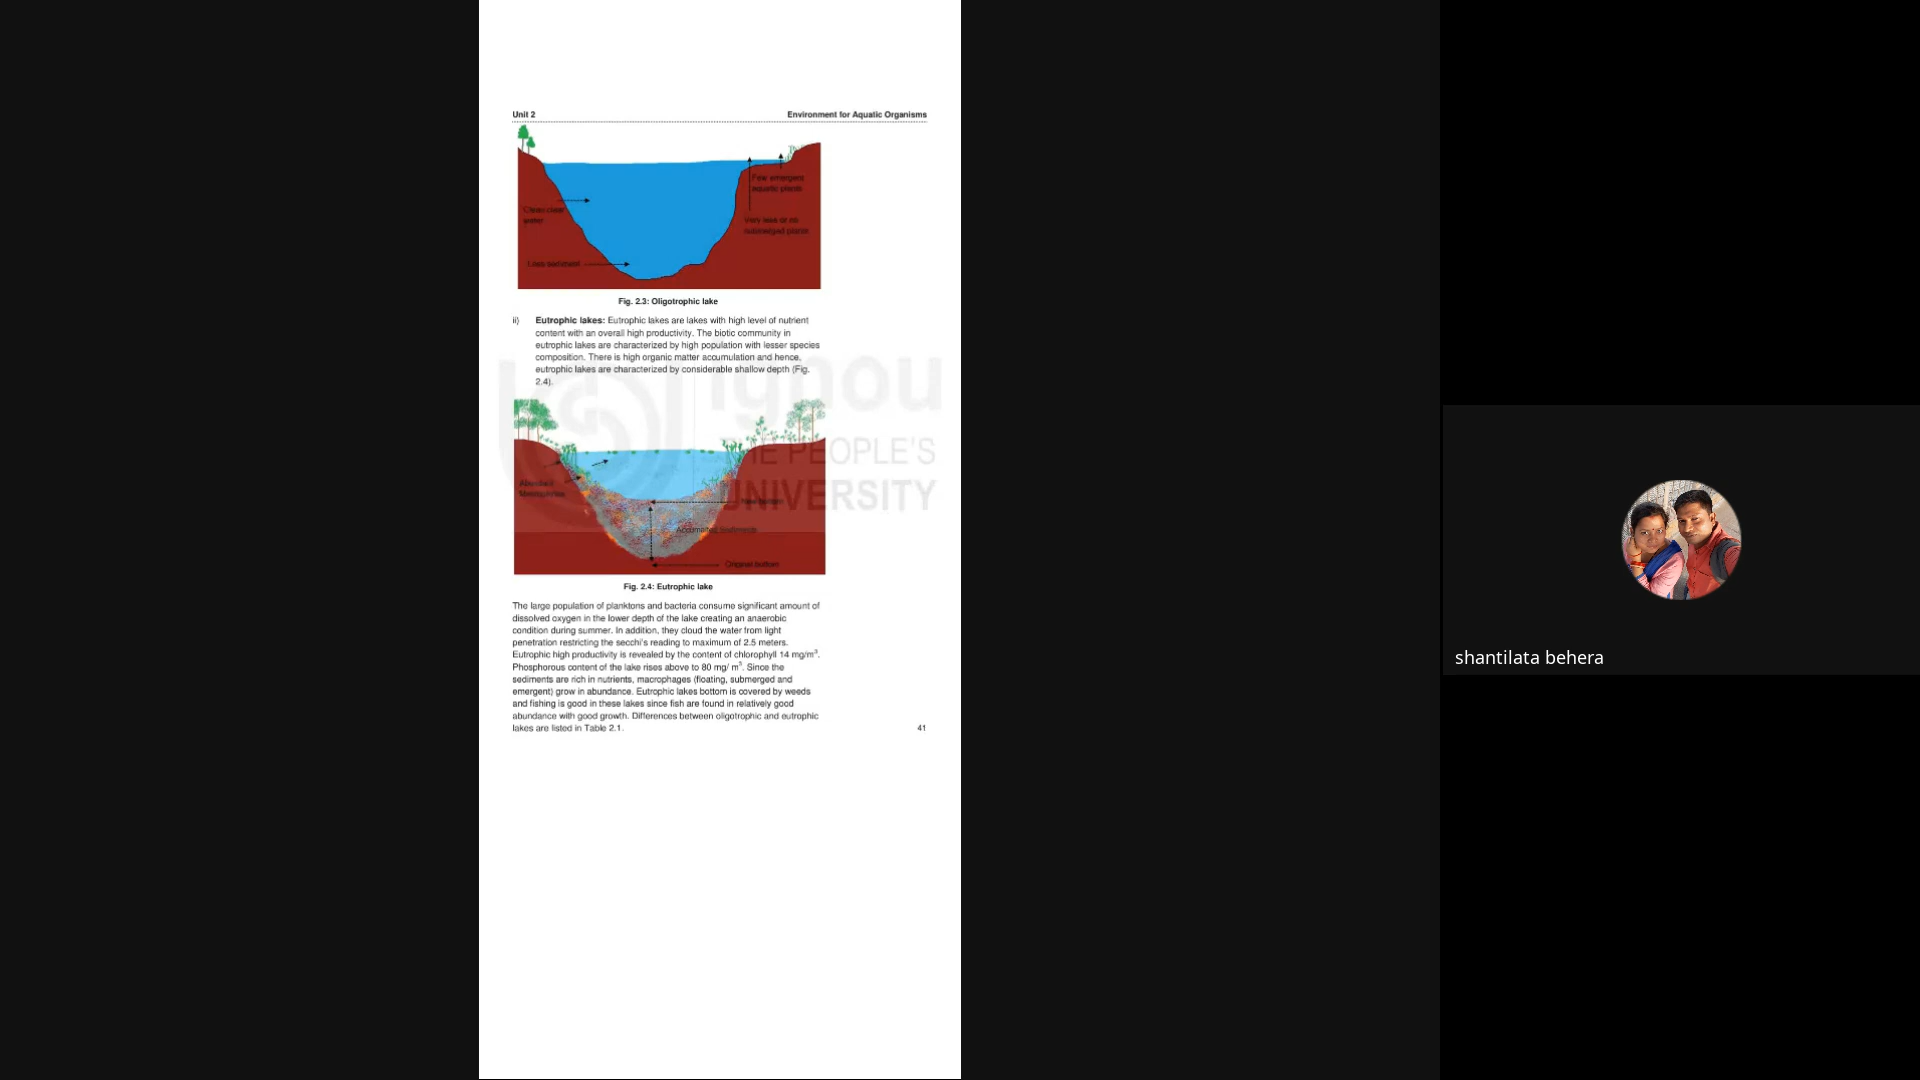 Unit 2
Environment for Aquatic Organisms
Few emergent
aquatic plants
Clean clear
water
Very less or no
submerged plants
Less sediment
Fig. 2.3: Oligotrophic lake
ii) Eutrophic lakes: Eutrophic lakes are lakes with high level of nutrient
content with an overall high productivity. The biotic community in
eutrophic lakes are characterized by high population with lesser species
composition. There is high organic matter accumulation and hence,
eutrophic lakes are characterized by considerable shallow depth (Fig.
2.4).
ignou
THE PEOPLE'S
UNIVERSITY
New bottom
Original bottom
Fig. 2.4: Eutrophic lake
The large population of planktons and bacteria consume significant amount of
dissolved oxygen in the lower depth of the lake creating an anaerobic
condition during summer. In addition, they cloud the water from light
penetration restricting the secchi's reading to maximum of 2.5 meters.
Eutrophic high productivity is revealed by the content of chlorophyll 14 mg/m³.
Phosphorous content of the lake rises above to 80 mg/ m³. Since the
sediments are rich in nutrients, macrophages (floating, submerged and
emergent) grow in abundance. Eutrophic lakes bottom is covered by weeds
and fishing is good in these lakes since fish are found in relatively good
abundance with good growth. Differences between oligotrophic and eutrophic
lakes are listed in Table 2.1.
41
shantilata behera